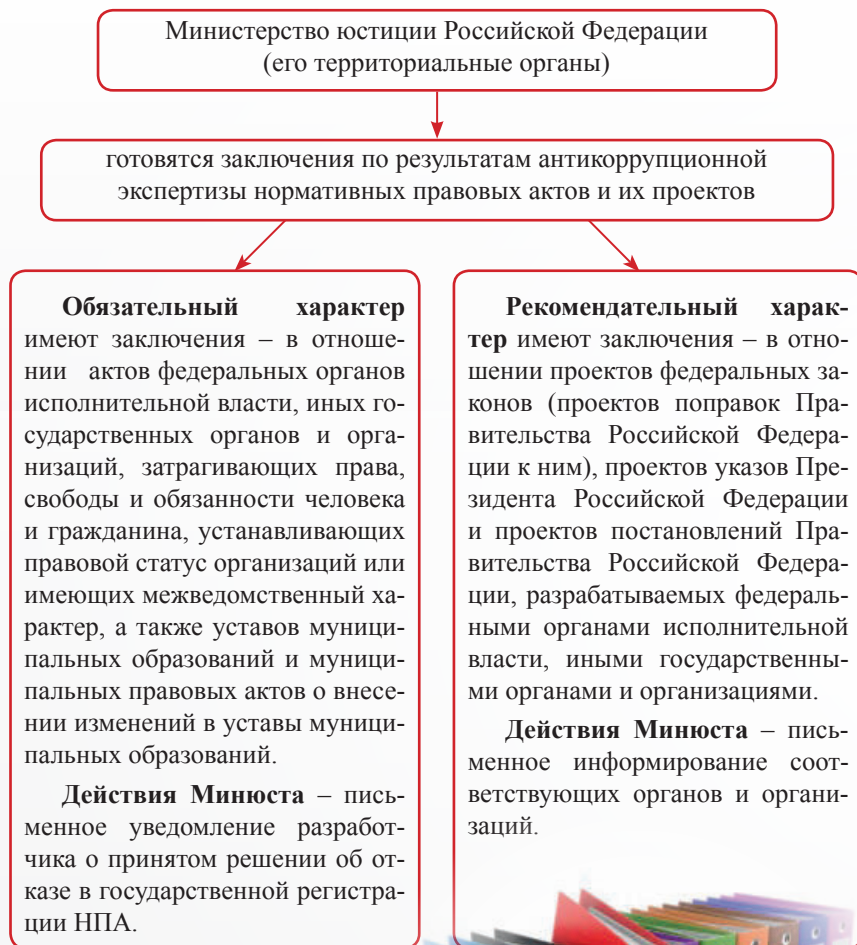 Министерство юстиции Российской Федерации
(его территориальные органы)
готовятся заключения по результатам антикоррупционной
экспертизы нормативных правовых актов и их проектов
Обязательный характер
имеют заключения – в отноше-
нии актов федеральных органов
исполнительной власти, иных го-
сударственных органов и орга-
низаций, затрагивающих права,
свободы и обязанности человека
и гражданина, устанавливающих
правовой статус организаций или
имеющих межведомственный ха-
рактер, а также уставов муници-
пальных образований и муници-
пальных правовых актов о внесе-
нии изменений в уставы муници-
пальных образований.
Действия Минюста – пись-
менное уведомление разработ-
чика о принятом решении об от-
казе в государственной регистра-
ции НПА.
Рекомендательный харак-
тер имеют заключения – в отно-
шении проектов федеральных за-
конов (проектов поправок Пра-
вительства Российской Федера-
ции к ним), проектов указов Пре-
зидента Российской Федерации
и проектов постановлений Пра-
вительства Российской Федера-
ции, разрабатываемых федераль-
ными органами исполнительной
власти, иными государственны-
ми органами и организациями.
Действия Минюста – пись-
менное информирование соот-
ветствующих органов и органи-
заций.